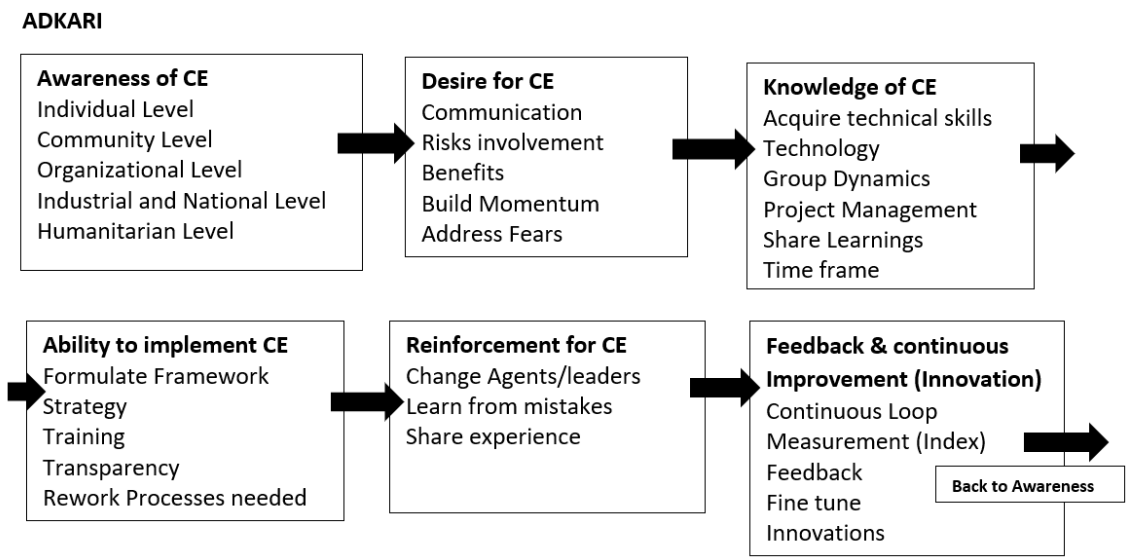 ADKARI
Awareness of CE
Individual Level
Community Level
Organizational Level
Industrial and National Level
Humanitarian Level
Desire for CE
Communication
Risks involvement
Benefits
Build Momentum
Address Fears
Knowledge of CE
Acquire technical skills
Technology
Group Dynamics
Project Management
Share Learnings
Time frame
Ability to implement CE
Formulate Framework
Strategy
Training
Transparency
Rework Processes needed
Reinforcement for CE
Change Agents/leaders
Learn from mistakes
Share experience
Feedback & continuous
Improvement (Innovation)
Continuous Loop
Measurement (Index)
Feedback
Fine tune
Innovations
Back to Awareness